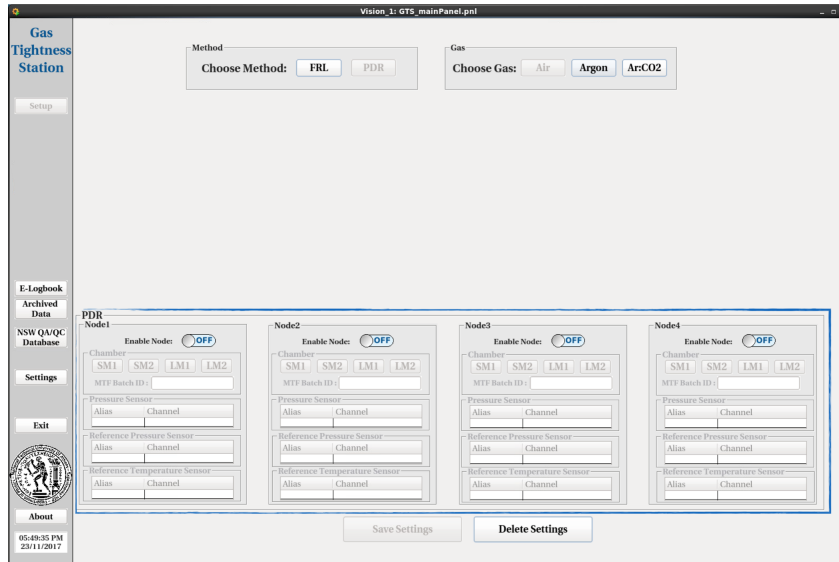 Vision_1: GTS_mainPanel.pnl
Gas
Tightness
Station
Setup
E-Logbook
Archived
Data
NSW QA/QC
Database
Settings
Exit
About
05:49:35 PM
23/11/2017
Method
Choose Method: FRL PDR
Gas
Choose Gas: Air Argon Ar:CO2
PDR
Node1
Enable Node: OFF
Chamber
SM1 SM2 LM1 LM2
MTF Batch ID :
Pressure Sensor
Alias Channel
Reference Pressure Sensor
Alias Channel
Reference Temperature Sensor
Alias Channel
Node2
Enable Node: OFF
Chamber
SM1 SM2 LM1 LM2
MTF Batch ID :
Pressure Sensor
Alias Channel
Reference Pressure Sensor
Alias Channel
Reference Temperature Sensor
Alias Channel
Node3
Enable Node: OFF
Chamber
SM1 SM2 LM1 LM2
MTF Batch ID :
Pressure Sensor
Alias Channel
Reference Pressure Sensor
Alias Channel
Reference Temperature Sensor
Alias Channel
Node4
Enable Node: OFF
Chamber
SM1 SM2 LM1 LM2
MTF Batch ID :
Pressure Sensor
Alias Channel
Reference Pressure Sensor
Alias Channel
Reference Temperature Sensor
Alias Channel
Save Settings
Delete Settings